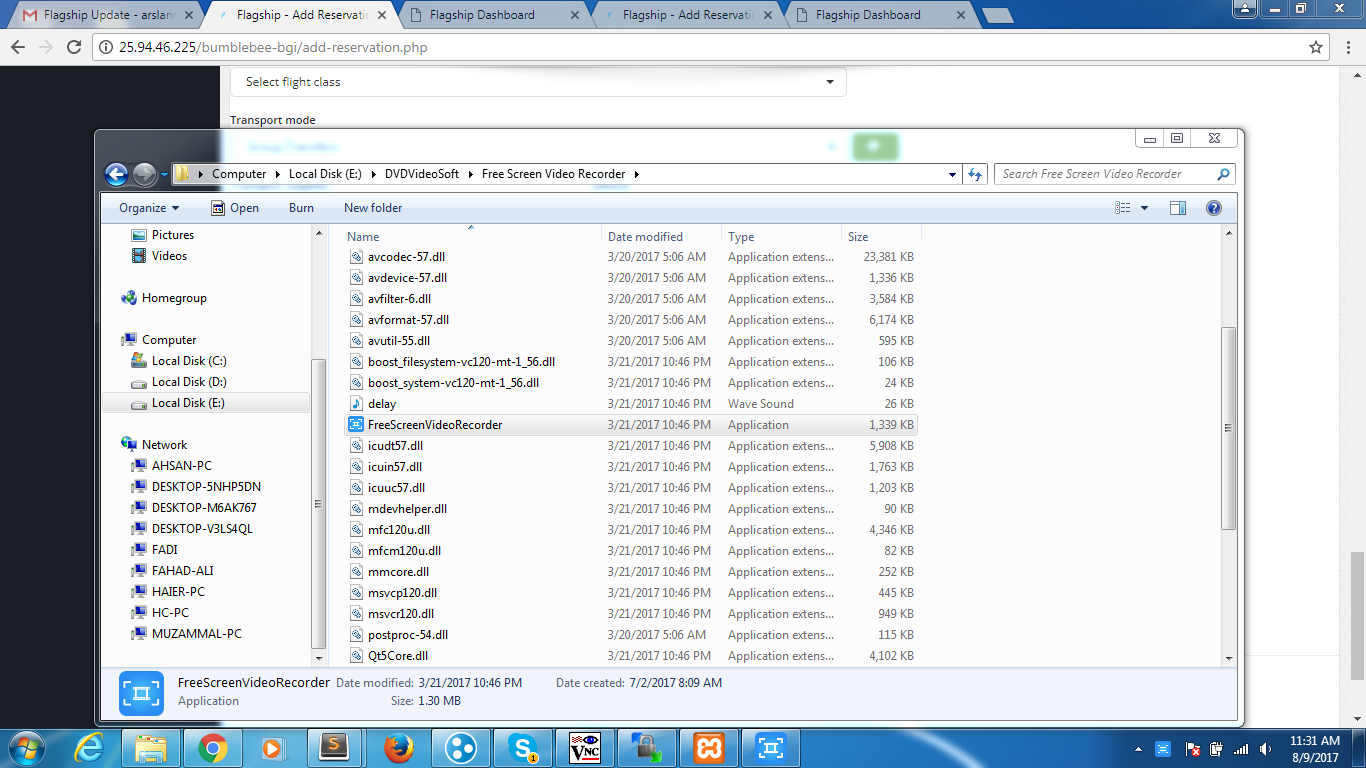 Flagship Update - arslan
Flagship - Add Reservatio
Flagship Dashboard
Flagship - Add Reservatio
Flagship Dashboard
25.94.46.225/bumblebee-bgi/add-reservation.php
Select flight class
Transport mode
Computer
Local Disk (E:)
DVDVideoSoft
Free Screen Video Recorder
Search Free Screen Video Recorder
Organize
Open
Burn
New folder
Pictures
Videos
Homegroup
Computer
Local Disk (C:)
Local Disk (D:)
Local Disk (E:)
Network
AHSAN-PC
DESKTOP-5NHP5DN
DESKTOP-M6AK767
DESKTOP-V3LS4QL
FADI
FAHAD-ALI
HAIER-PC
HC-PC
MUZAMMAL-PC
Name Date modified Type Size
avcodec-57.dll 3/20/2017 5:06 AM Application extens... 23,381 KB
avdevice-57.dll 3/20/2017 5:06 AM Application extens... 1,336 KB
avfilter-6.dll 3/20/2017 5:06 AM Application extens... 3,584 KB
avformat-57.dll 3/20/2017 5:06 AM Application extens... 6,174 KB
avutil-55.dll 3/20/2017 5:06 AM Application extens... 595 KB
boost_filesystem-vc120-mt-1_56.dll 3/21/2017 10:46 PM Application extens... 106 KB
boost_system-vc120-mt-1_56.dll 3/21/2017 10:46 PM Application extens... 24 KB
delay 3/21/2017 10:46 PM Wave Sound 26 KB
FreeScreenVideoRecorder 3/21/2017 10:46 PM Application 1,339 KB
icudt57.dll 3/21/2017 10:46 PM Application extens... 5,908 KB
icuin57.dll 3/21/2017 10:46 PM Application extens... 1,763 KB
icuuc57.dll 3/21/2017 10:46 PM Application extens... 1,203 KB
mdevhelper.dll 3/21/2017 10:46 PM Application extens... 90 KB
mfc120u.dll 3/21/2017 10:46 PM Application extens... 4,346 KB
mfcm120u.dll 3/21/2017 10:46 PM Application extens... 82 KB
mmcore.dll 3/21/2017 10:46 PM Application extens... 252 KB
msvcp120.dll 3/21/2017 10:46 PM Application extens... 445 KB
msvcr120.dll 3/21/2017 10:46 PM Application extens... 949 KB
postproc-54.dll 3/20/2017 5:06 AM Application extens... 115 KB
Qt5Core.dll 3/21/2017 10:46 PM Application extens... 4,102 KB
FreeScreenVideoRecorder Date modified: 3/21/2017 10:46 PM Date created: 7/2/2017 8:09 AM
Application Size: 1.30 MB
S
S
1
VNC
11:31 AM
8/9/2017